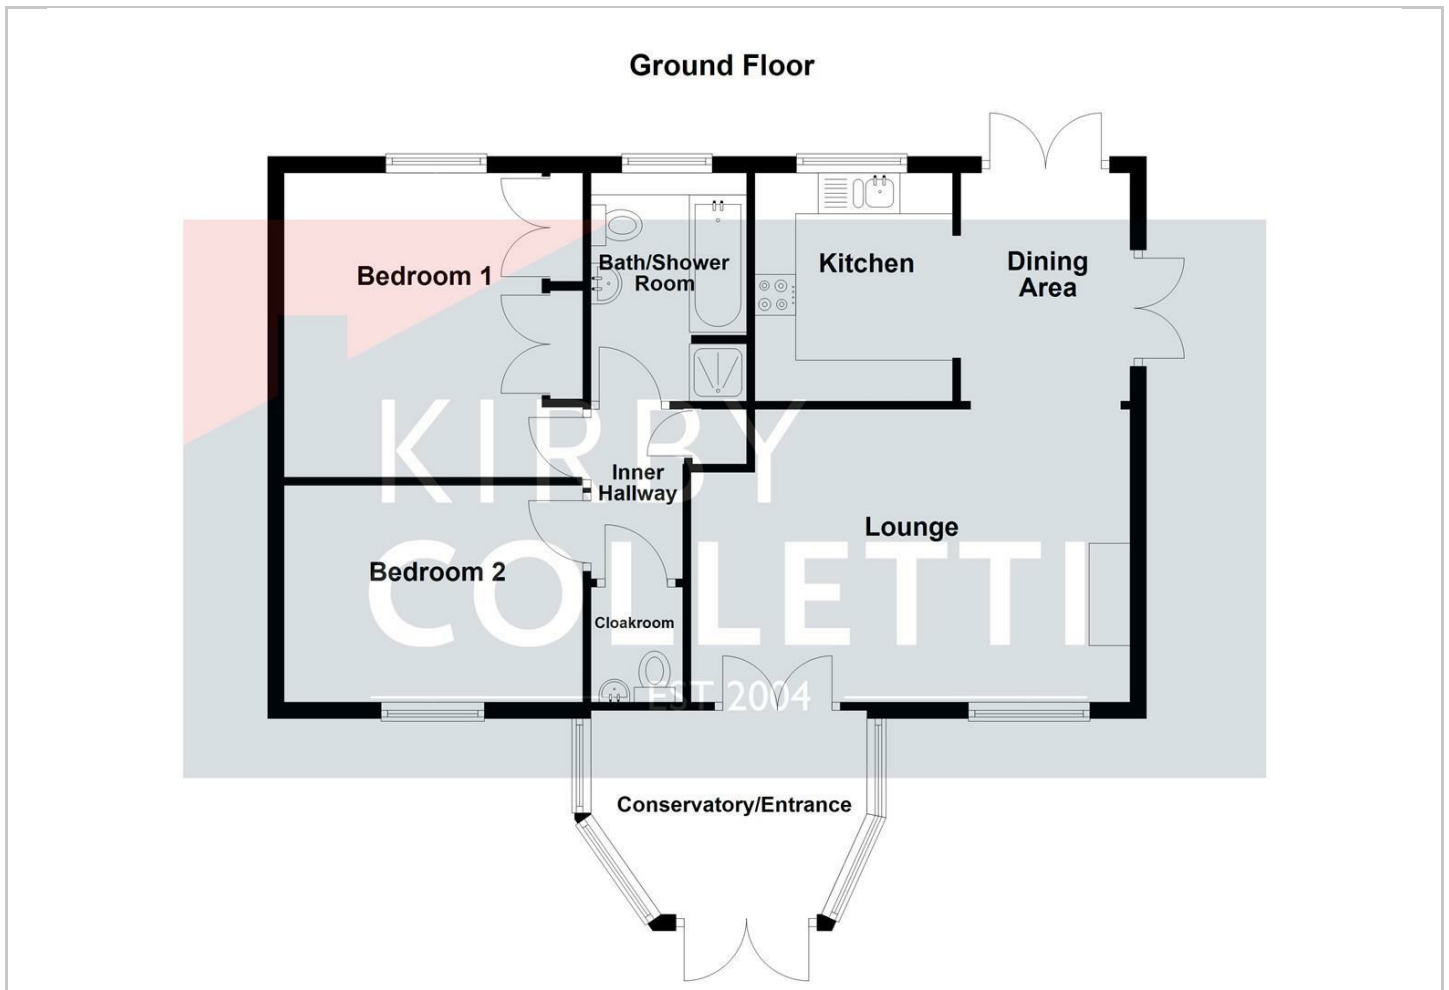 Ground Floor
Bedroom 1
Bath/Shower
Room
Kitchen
Dining
Area
KIRBY
Inner
Hallway
Lounge
Bedroom 2
COLLETTI
Cloakroom
EST 2004
Conservatory/Entrance